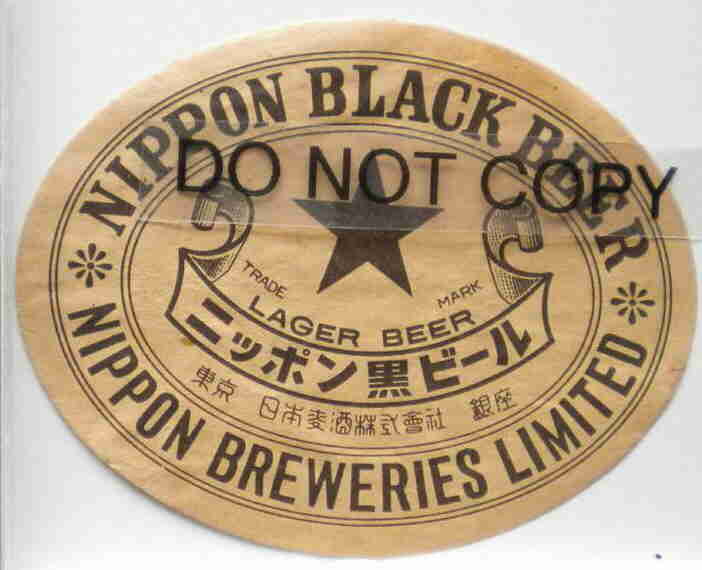 NIPPON BLACK BEER
DO NOT COPY
TRADE MARK
LAGER BEER
ニッポン黒ビール
東京 日本麦酒株式會社 銀座
NIPPON BREWERIES LIMITED